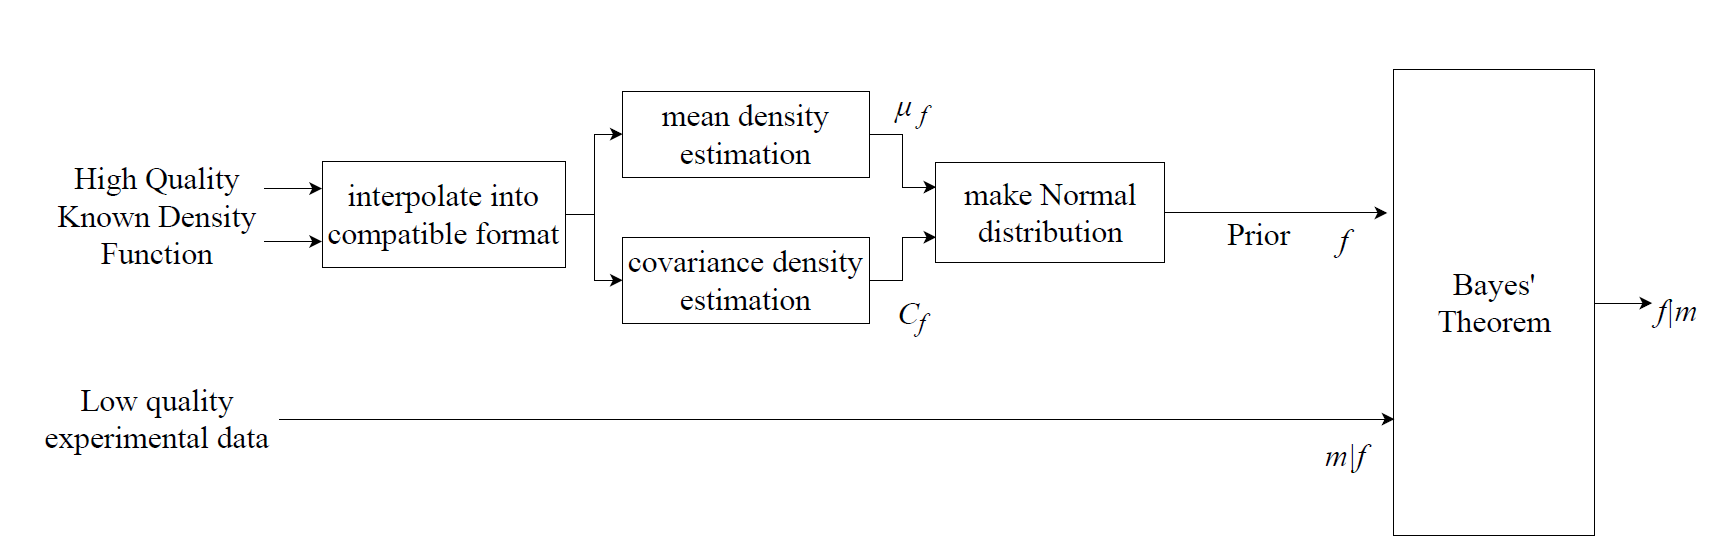 High Quality
Known Density
Function
interpolate into
compatible format
mean density
estimation
μ f
covariance density
estimation
C f
make Normal
distribution
Prior f
Bayes'
Theorem
f|m
Low quality
experimental data
m|f